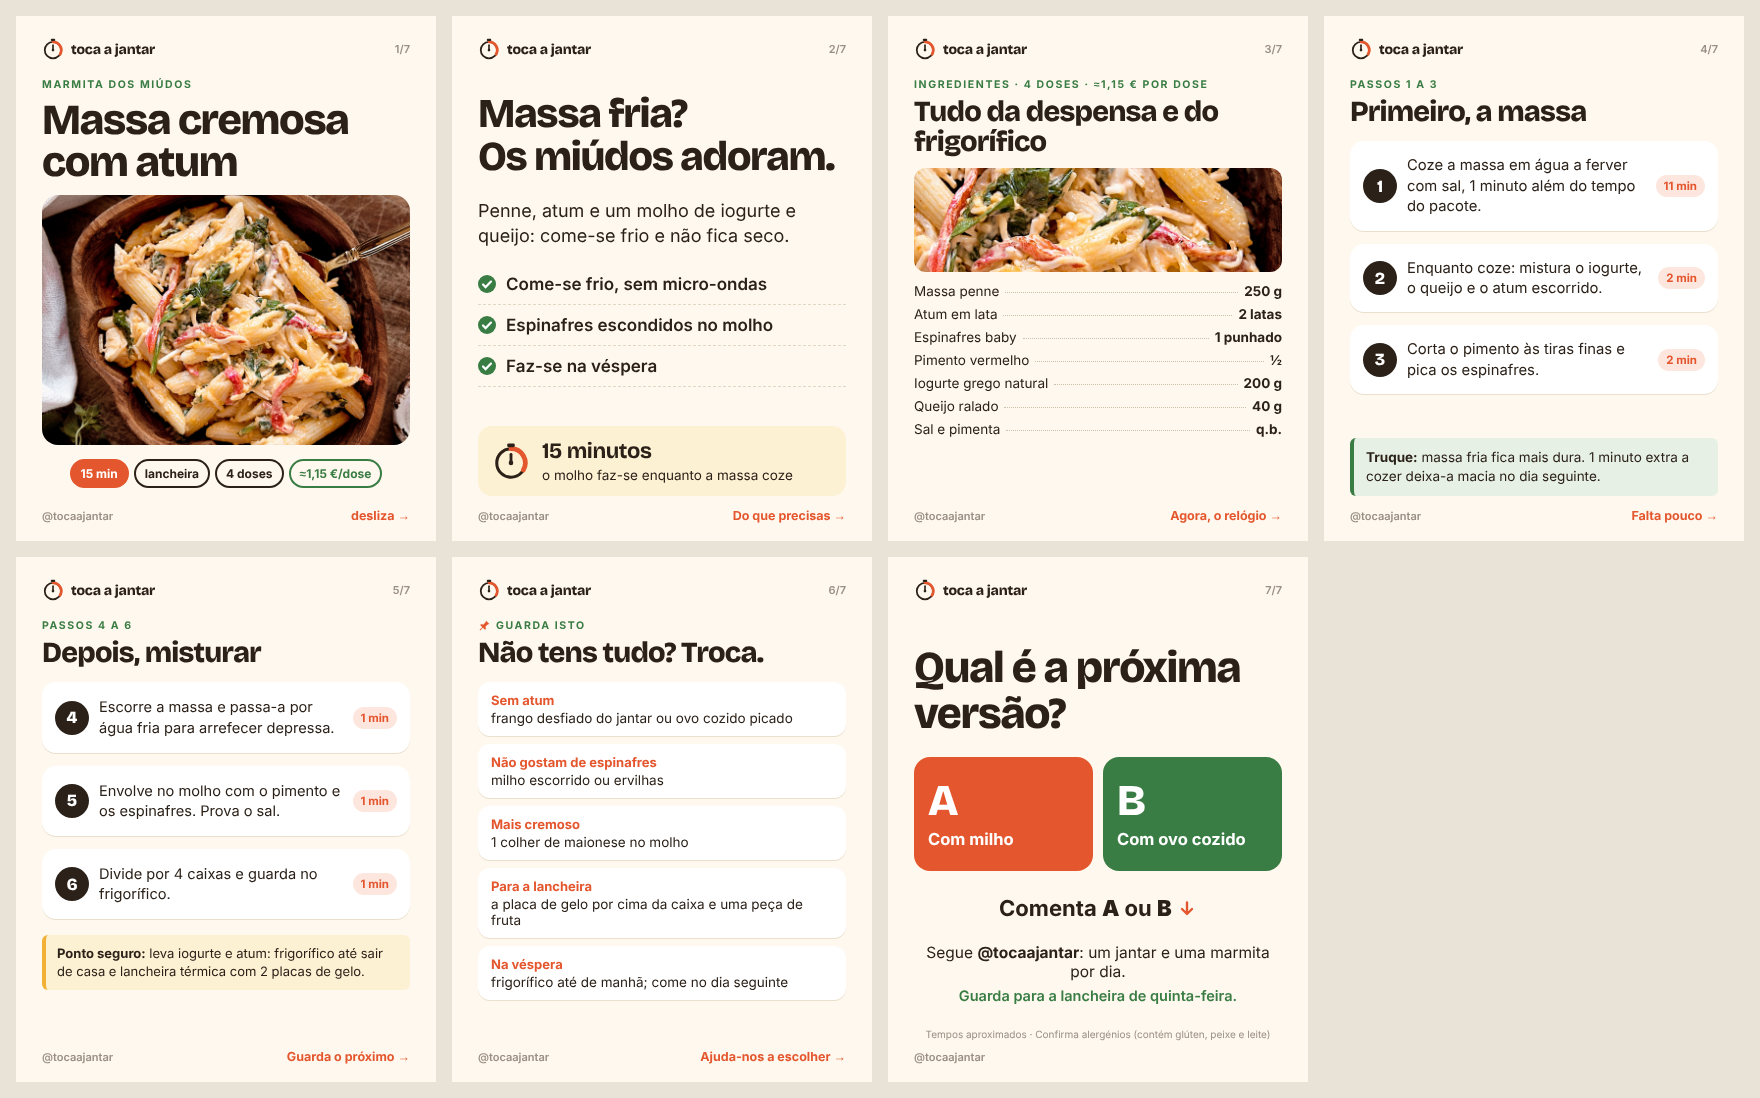 toca a jantar
1/7
MARMITA DOS MIÚDOS
Massa cremosa
com atum
15 min
lancheira
4 doses
≈1,15 €/dose
@tocaajantar
desliza →
toca a jantar
2/7
Massa fria?
Os miúdos adoram.
Penne, atum e um molho de iogurte e
queijo: come-se frio e não fica seco.
Come-se frio, sem micro-ondas
Espinafres escondidos no molho
Faz-se na véspera
15 minutos
o molho faz-se enquanto a massa coze
@tocaajantar
Do que precisas →
toca a jantar
3/7
INGREDIENTES · 4 DOSES · ≈1,15 € POR DOSE
Tudo da despensa e do
frigorífico
Massa penne 250 g
Atum em lata 2 latas
Espinafres baby 1 punhado
Pimento vermelho ½
Iogurte grego natural 200 g
Queijo ralado 40 g
Sal e pimenta q.b.
@tocaajantar
Agora, o relógio →
toca a jantar
4/7
PASSOS 1 A 3
Primeiro, a massa
1
Coze a massa em água a ferver
com sal, 1 minuto além do tempo
do pacote.
11 min
2
Enquanto coze: mistura o iogurte,
o queijo e o atum escorrido.
2 min
3
Corta o pimento às tiras finas e
pica os espinafres.
2 min
Truque: massa fria fica mais dura. 1 minuto extra a
cozer deixa-a macia no dia seguinte.
@tocaajantar
Falta pouco →
toca a jantar
5/7
PASSOS 4 A 6
Depois, misturar
4
Escorre a massa e passa-a por
água fria para arrefecer depressa.
1 min
5
Envolve no molho com o pimento e
os espinafres. Prova o sal.
1 min
6
Divide por 4 caixas e guarda no
frigorífico.
1 min
Ponto seguro: leva iogurte e atum: frigorífico até sair
de casa e lancheira térmica com 2 placas de gelo.
@tocaajantar
Guarda o próximo →
toca a jantar
6/7
GUARDA ISTO
Não tens tudo? Troca.
Sem atum
frango desfiado do jantar ou ovo cozido picado
Não gostam de espinafres
milho escorrido ou ervilhas
Mais cremoso
1 colher de maionese no molho
Para a lancheira
a placa de gelo por cima da caixa e uma peça de
fruta
Na véspera
frigorífico até de manhã; come no dia seguinte
@tocaajantar
Ajuda-nos a escolher →
toca a jantar
7/7
Qual é a próxima
versão?
A
Com milho
B
Com ovo cozido
Comenta A ou B ↓
Segue @tocaajantar: um jantar e uma marmita
por dia.
Guarda para a lancheira de quinta-feira.
Tempos aproximados · Confirma alergénios (contém glúten, peixe e leite)
@tocaajantar